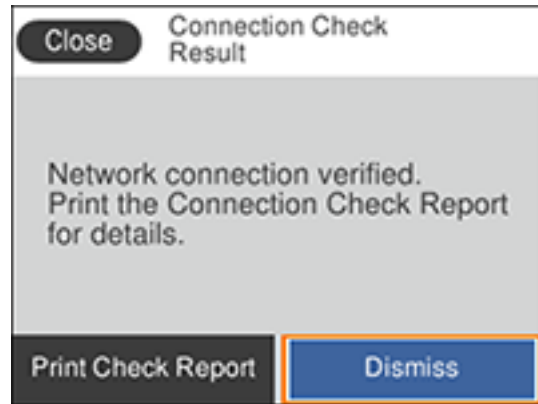 Close
Connection Check
Result
Network connection verified.
Print the Connection Check Report
for details.
Print Check Report
Dismiss